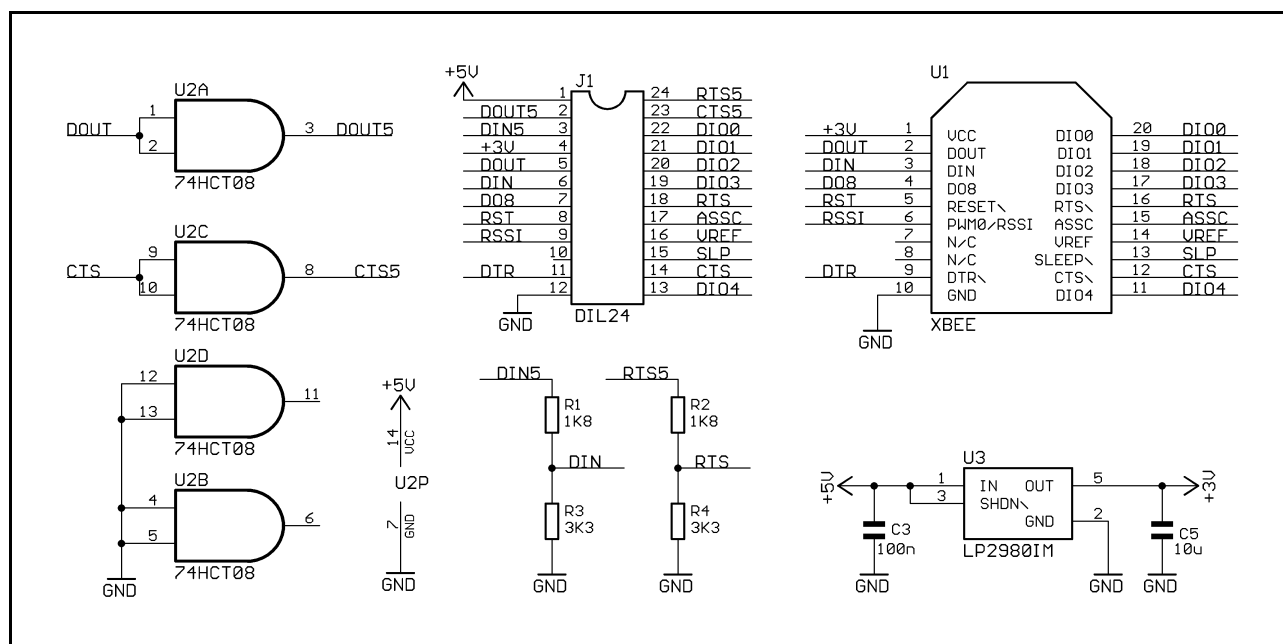 U2A
1
DOUT
2
3
DOUT5
74HCT08
U2C
9
CTS
10
8
CTS5
74HCT08
U2D
12
13
11
74HCT08
U2B
4
5
6
74HCT08
GND
+5V
14
VCC
U2P
7
GND
GND
+5V
J1
1 24 RTS5
DOUT5 2 23 CTS5
DIN5 3 22 DIO0
+3V 4 21 DIO1
DOUT 5 20 DIO2
DIN 6 19 DIO3
DO8 7 18 RTS
RST 8 17 ASSC
RSSI 9 16 VREF
10 15 SLP
DTR 11 14 CTS
12 13 DIO4
GND
DIL24
U1
+3V 1 VCC DIO0 20 DIO0
DOUT 2 DOUT DIO1 19 DIO1
DIN 3 DIN DIO2 18 DIO2
DO8 4 DO8 DIO3 17 DIO3
RST 5 RESET\ RTS\ 16 RTS
RSSI 6 PWM0/RSSI ASSC 15 ASSC
7 N/C VREF 14 VREF
8 N/C SLEEP\ 13 SLP
DTR 9 DTR\ CTS\ 12 CTS
10 GND DIO4 11 DIO4
GND
XBEE
DIN5
R1
1K8
DIN
R3
3K3
GND
RTS5
R2
1K8
RTS
R4
3K3
GND
U3
+5V
1 IN OUT 5
3 SHDN\
GND 2
LP2980IM
+3V
C3
100n
GND
GND
C5
10u
GND